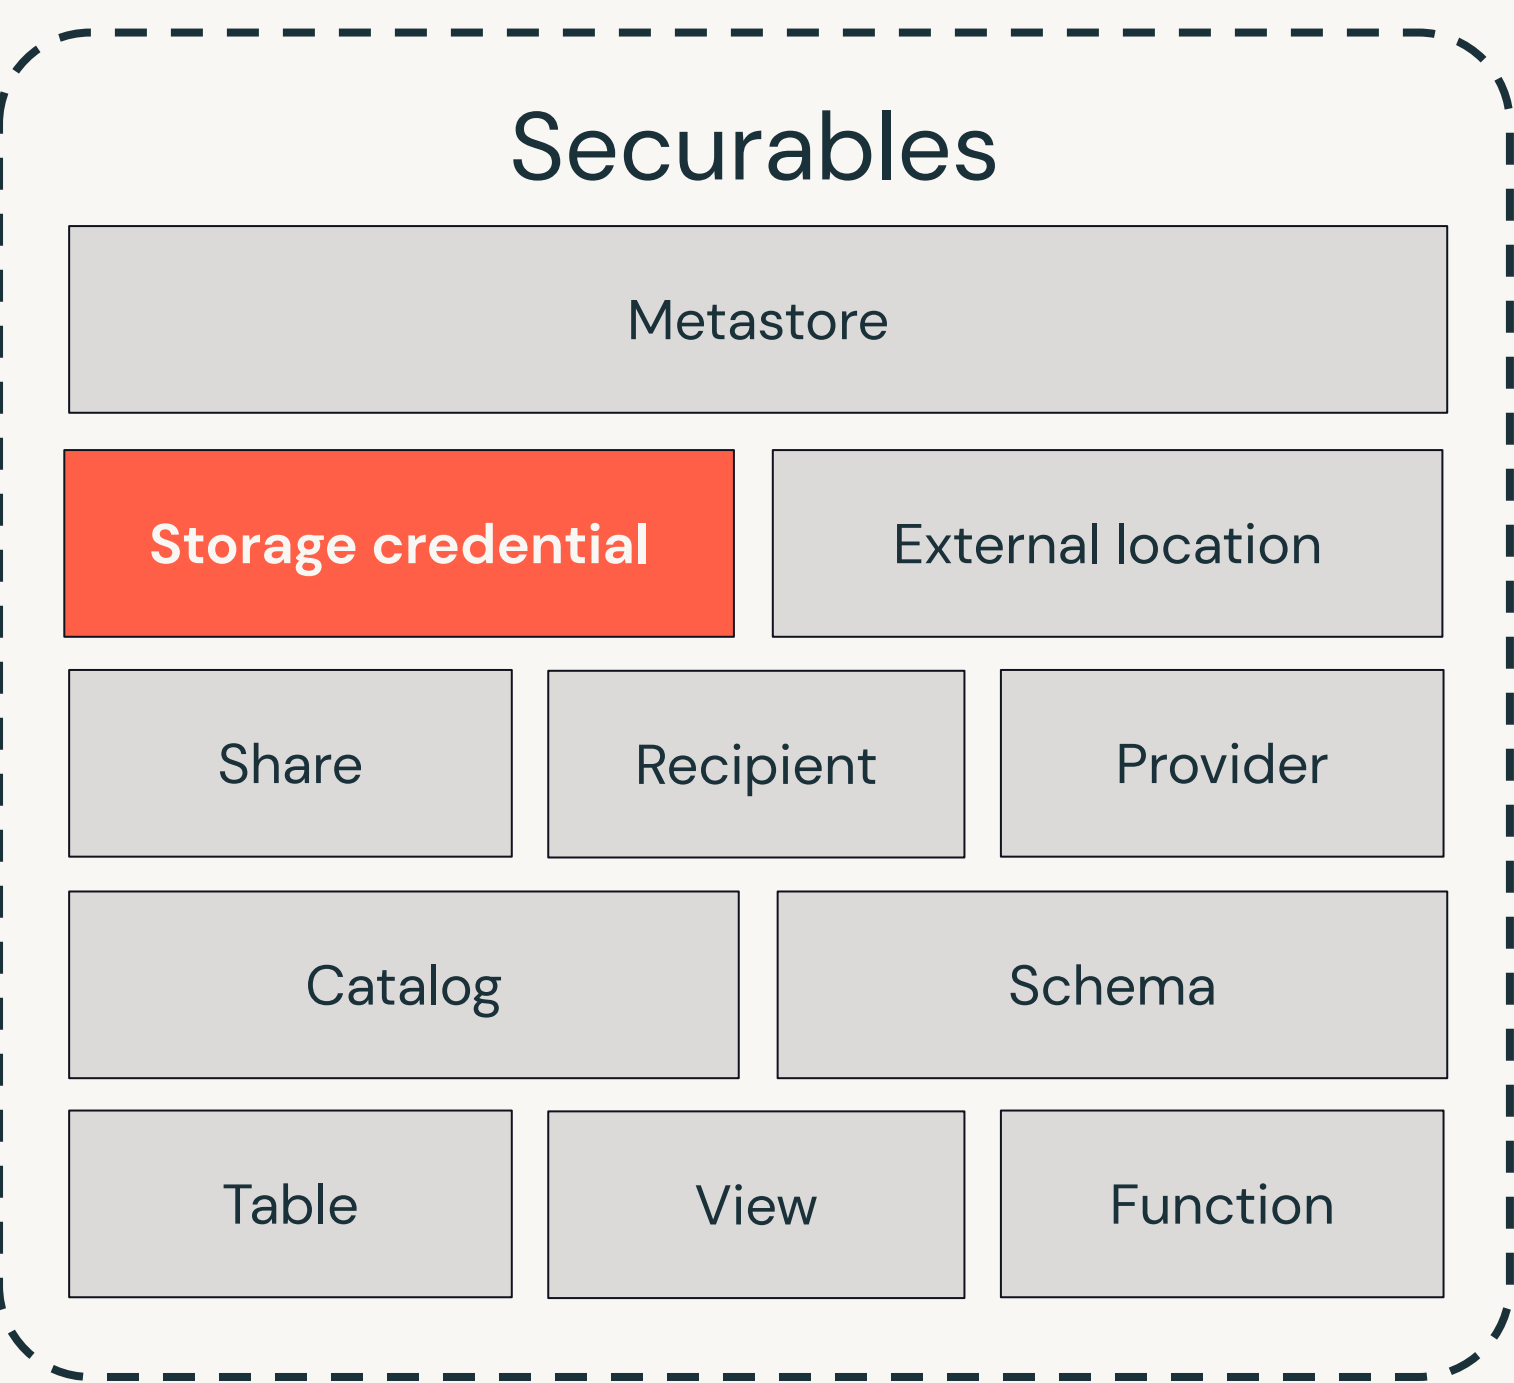 Securables
Metastore
Storage credential
External location
Share
Recipient
Provider
Catalog
Schema
Table
View
Function